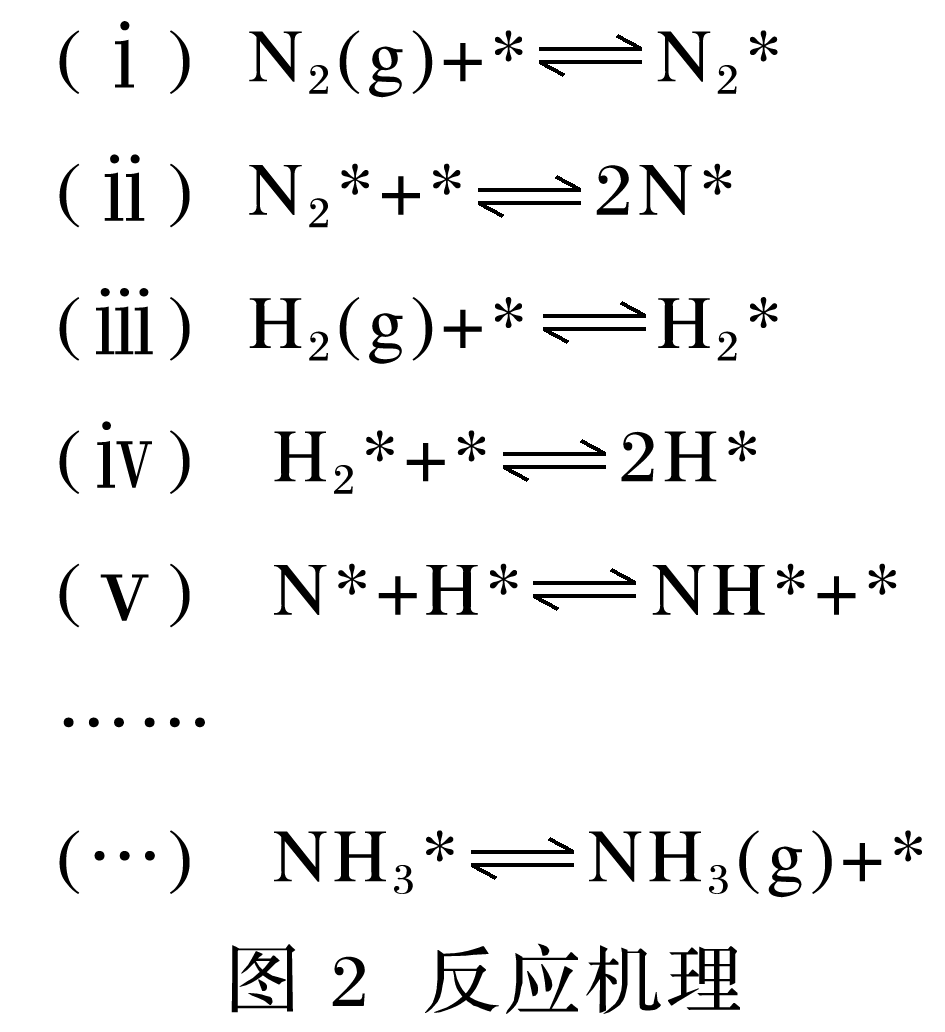 (ⅰ) N₂(g)+*⇌N₂*
(ⅱ) N₂*+*⇌2N*
(ⅲ) H₂(g)+*⇌H₂*
(ⅳ) H₂*+*⇌2H*
(ⅴ) N*+H*⇌NH*+*
……
(…) NH₃*⇌NH₃(g)+*
图 2 反应机理